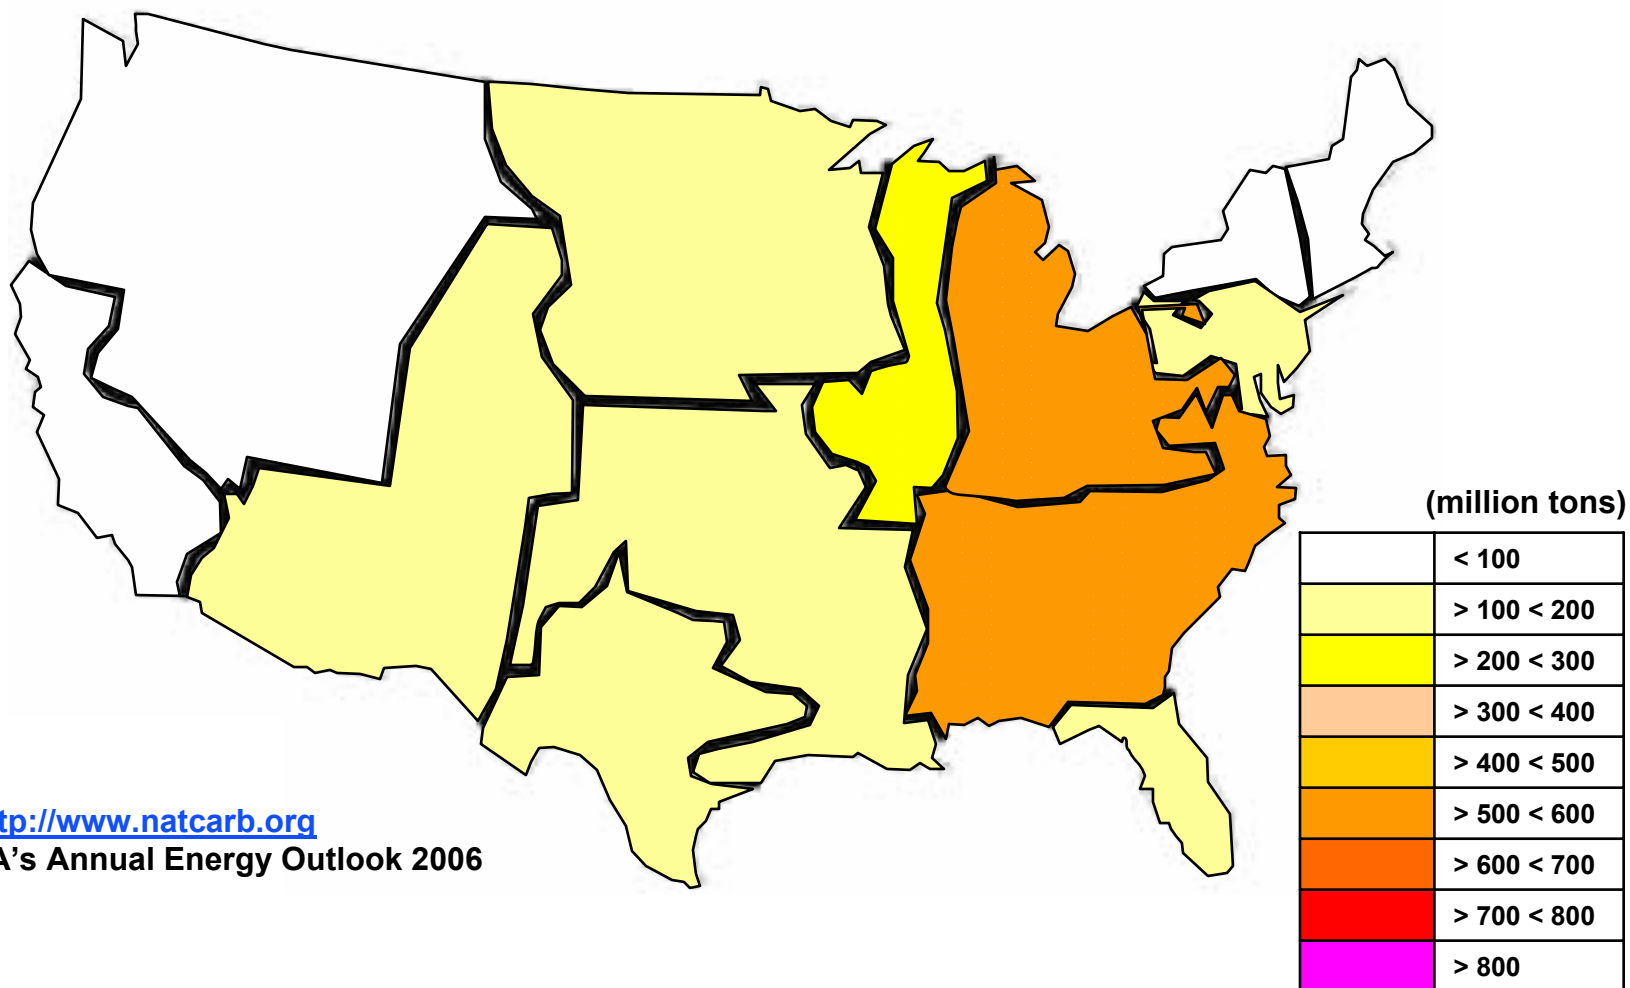 (million tons)
< 100
> 100 < 200
> 200 < 300
> 300 < 400
> 400 < 500
> 500 < 600
> 600 < 700
> 700 < 800
> 800
tp://www.natcarb.org
A’s Annual Energy Outlook 2006